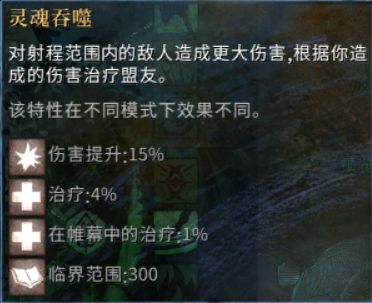 灵魂吞噬
对射程范围内的敌人造成更大伤害,根据你造
成的伤害治疗盟友。
该特性在不同模式下效果不同。
伤害提升:15%
治疗:4%
在帷幕中的治疗:1%
临界范围:300